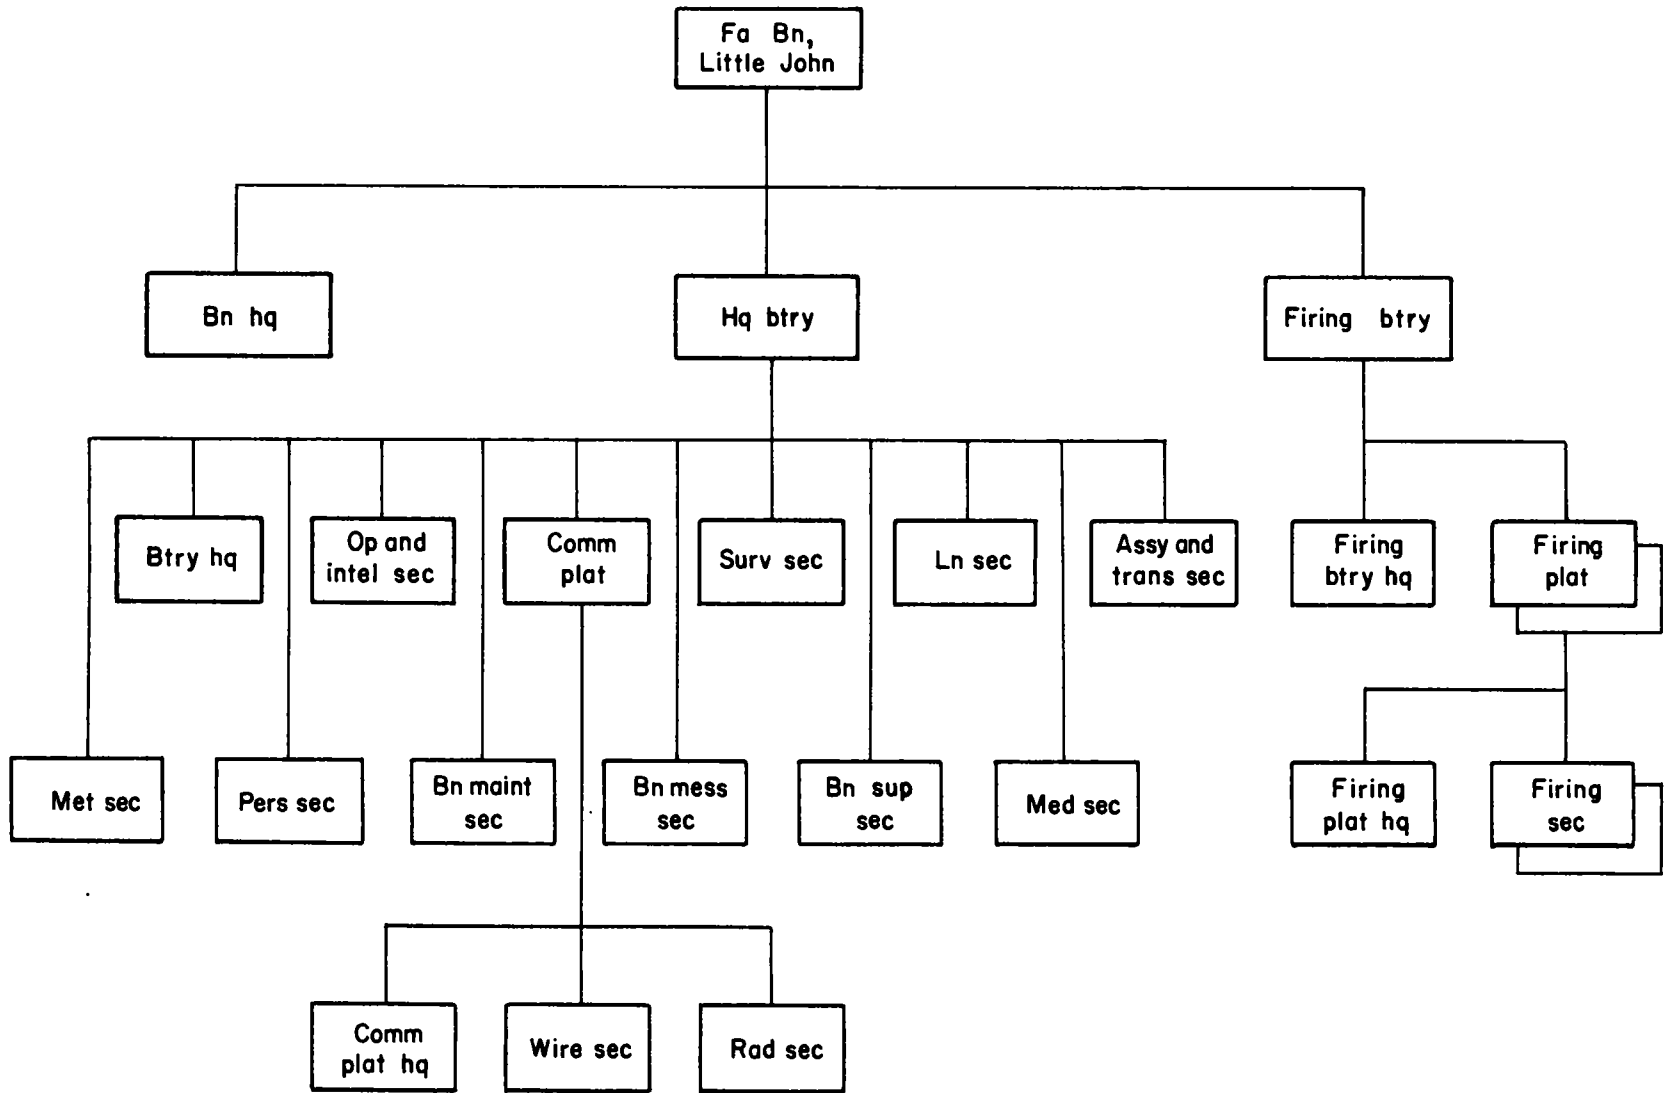 Fa Bn,
Little John
Bn hq
Hq btry
Firing btry
Btry hq
Op and
intel sec
Comm
plat
Surv sec
Ln sec
Assy and
trans sec
Firing
btry hq
Firing
plat
Met sec
Pers sec
Bn maint
sec
Bn mess
sec
Bn sup
sec
Med sec
Firing
plat hq
Firing
sec
Comm
plat hq
Wire sec
Rad sec